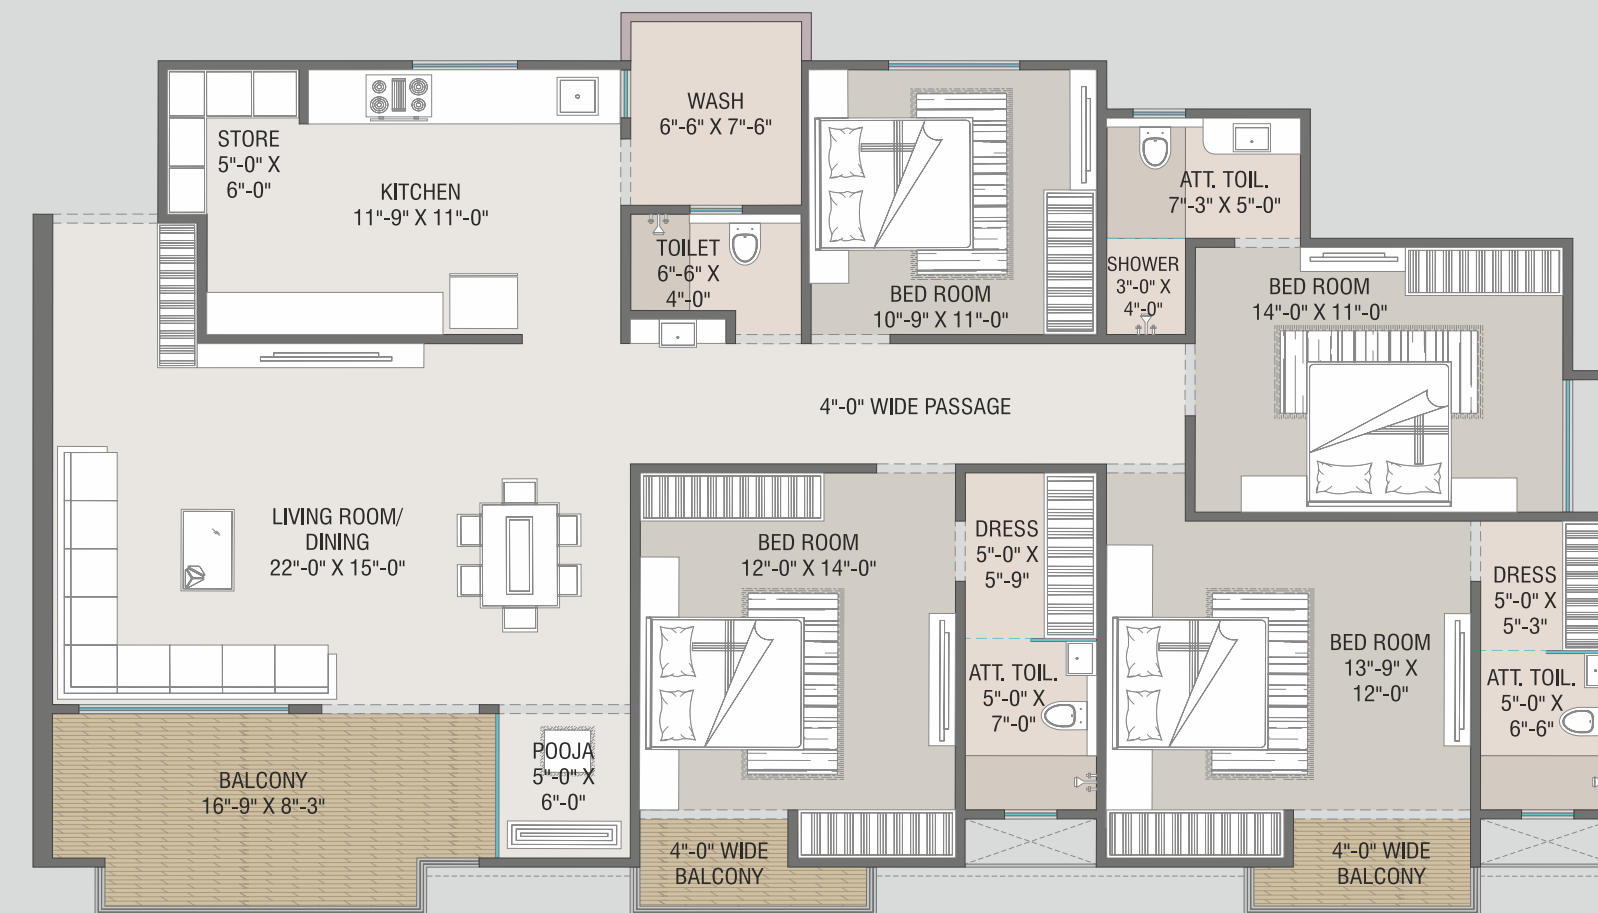 WASH
6"-6" X 7"-6"
STORE
5"-0" X
6"-0"
KITCHEN
11"-9" X 11"-0"
ATT. TOIL.
7"-3" X 5"-0"
TOILET
6"-6" X
4"-0"
SHOWER
3"-0" X
4"-0"
BED ROOM
10"-9" X 11"-0"
BED ROOM
14"-0" X 11"-0"
4"-0" WIDE PASSAGE
LIVING ROOM/
DINING
22"-0" X 15"-0"
BED ROOM
12"-0" X 14"-0"
DRESS
5"-0" X
5"-9"
DRESS
5"-0" X
5"-3"
BED ROOM
13"-9" X
12"-0"
ATT. TOIL.
5"-0" X
7"-0"
ATT. TOIL.
5"-0" X
6"-6"
POOJA
5"-0" X
6"-0"
BALCONY
16"-9" X 8"-3"
4"-0" WIDE
BALCONY
4"-0" WIDE
BALCONY